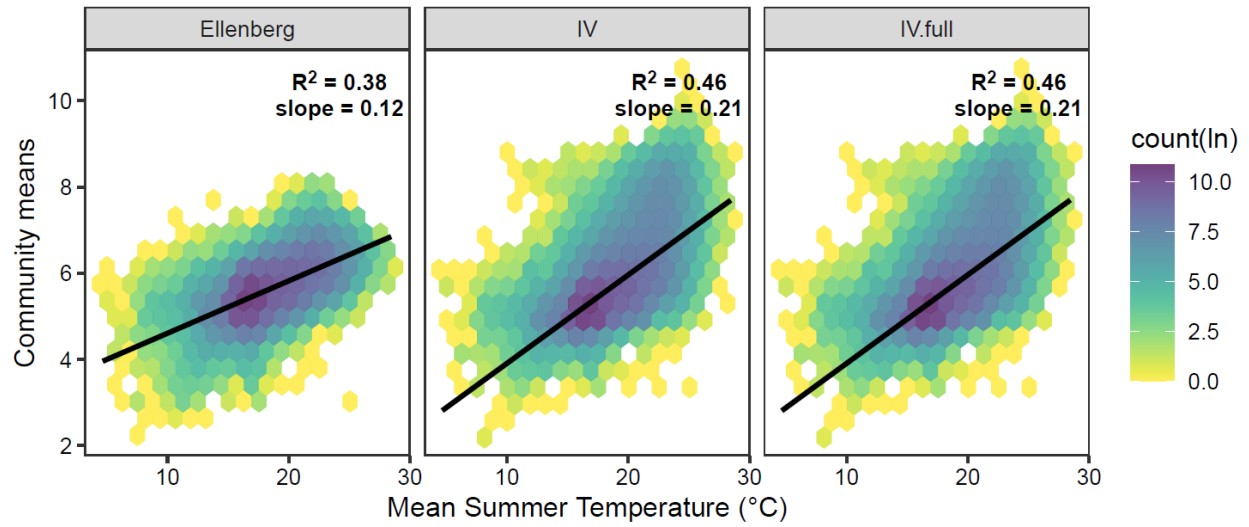 Ellenberg
IV
IV.full
R² = 0.38
slope = 0.12
R² = 0.46
slope = 0.21
R² = 0.46
slope = 0.21
Community means
10
8
6
4
2
10
20
30
10
20
30
10
20
30
Mean Summer Temperature (°C)
count(ln)
10.0
7.5
5.0
2.5
0.0